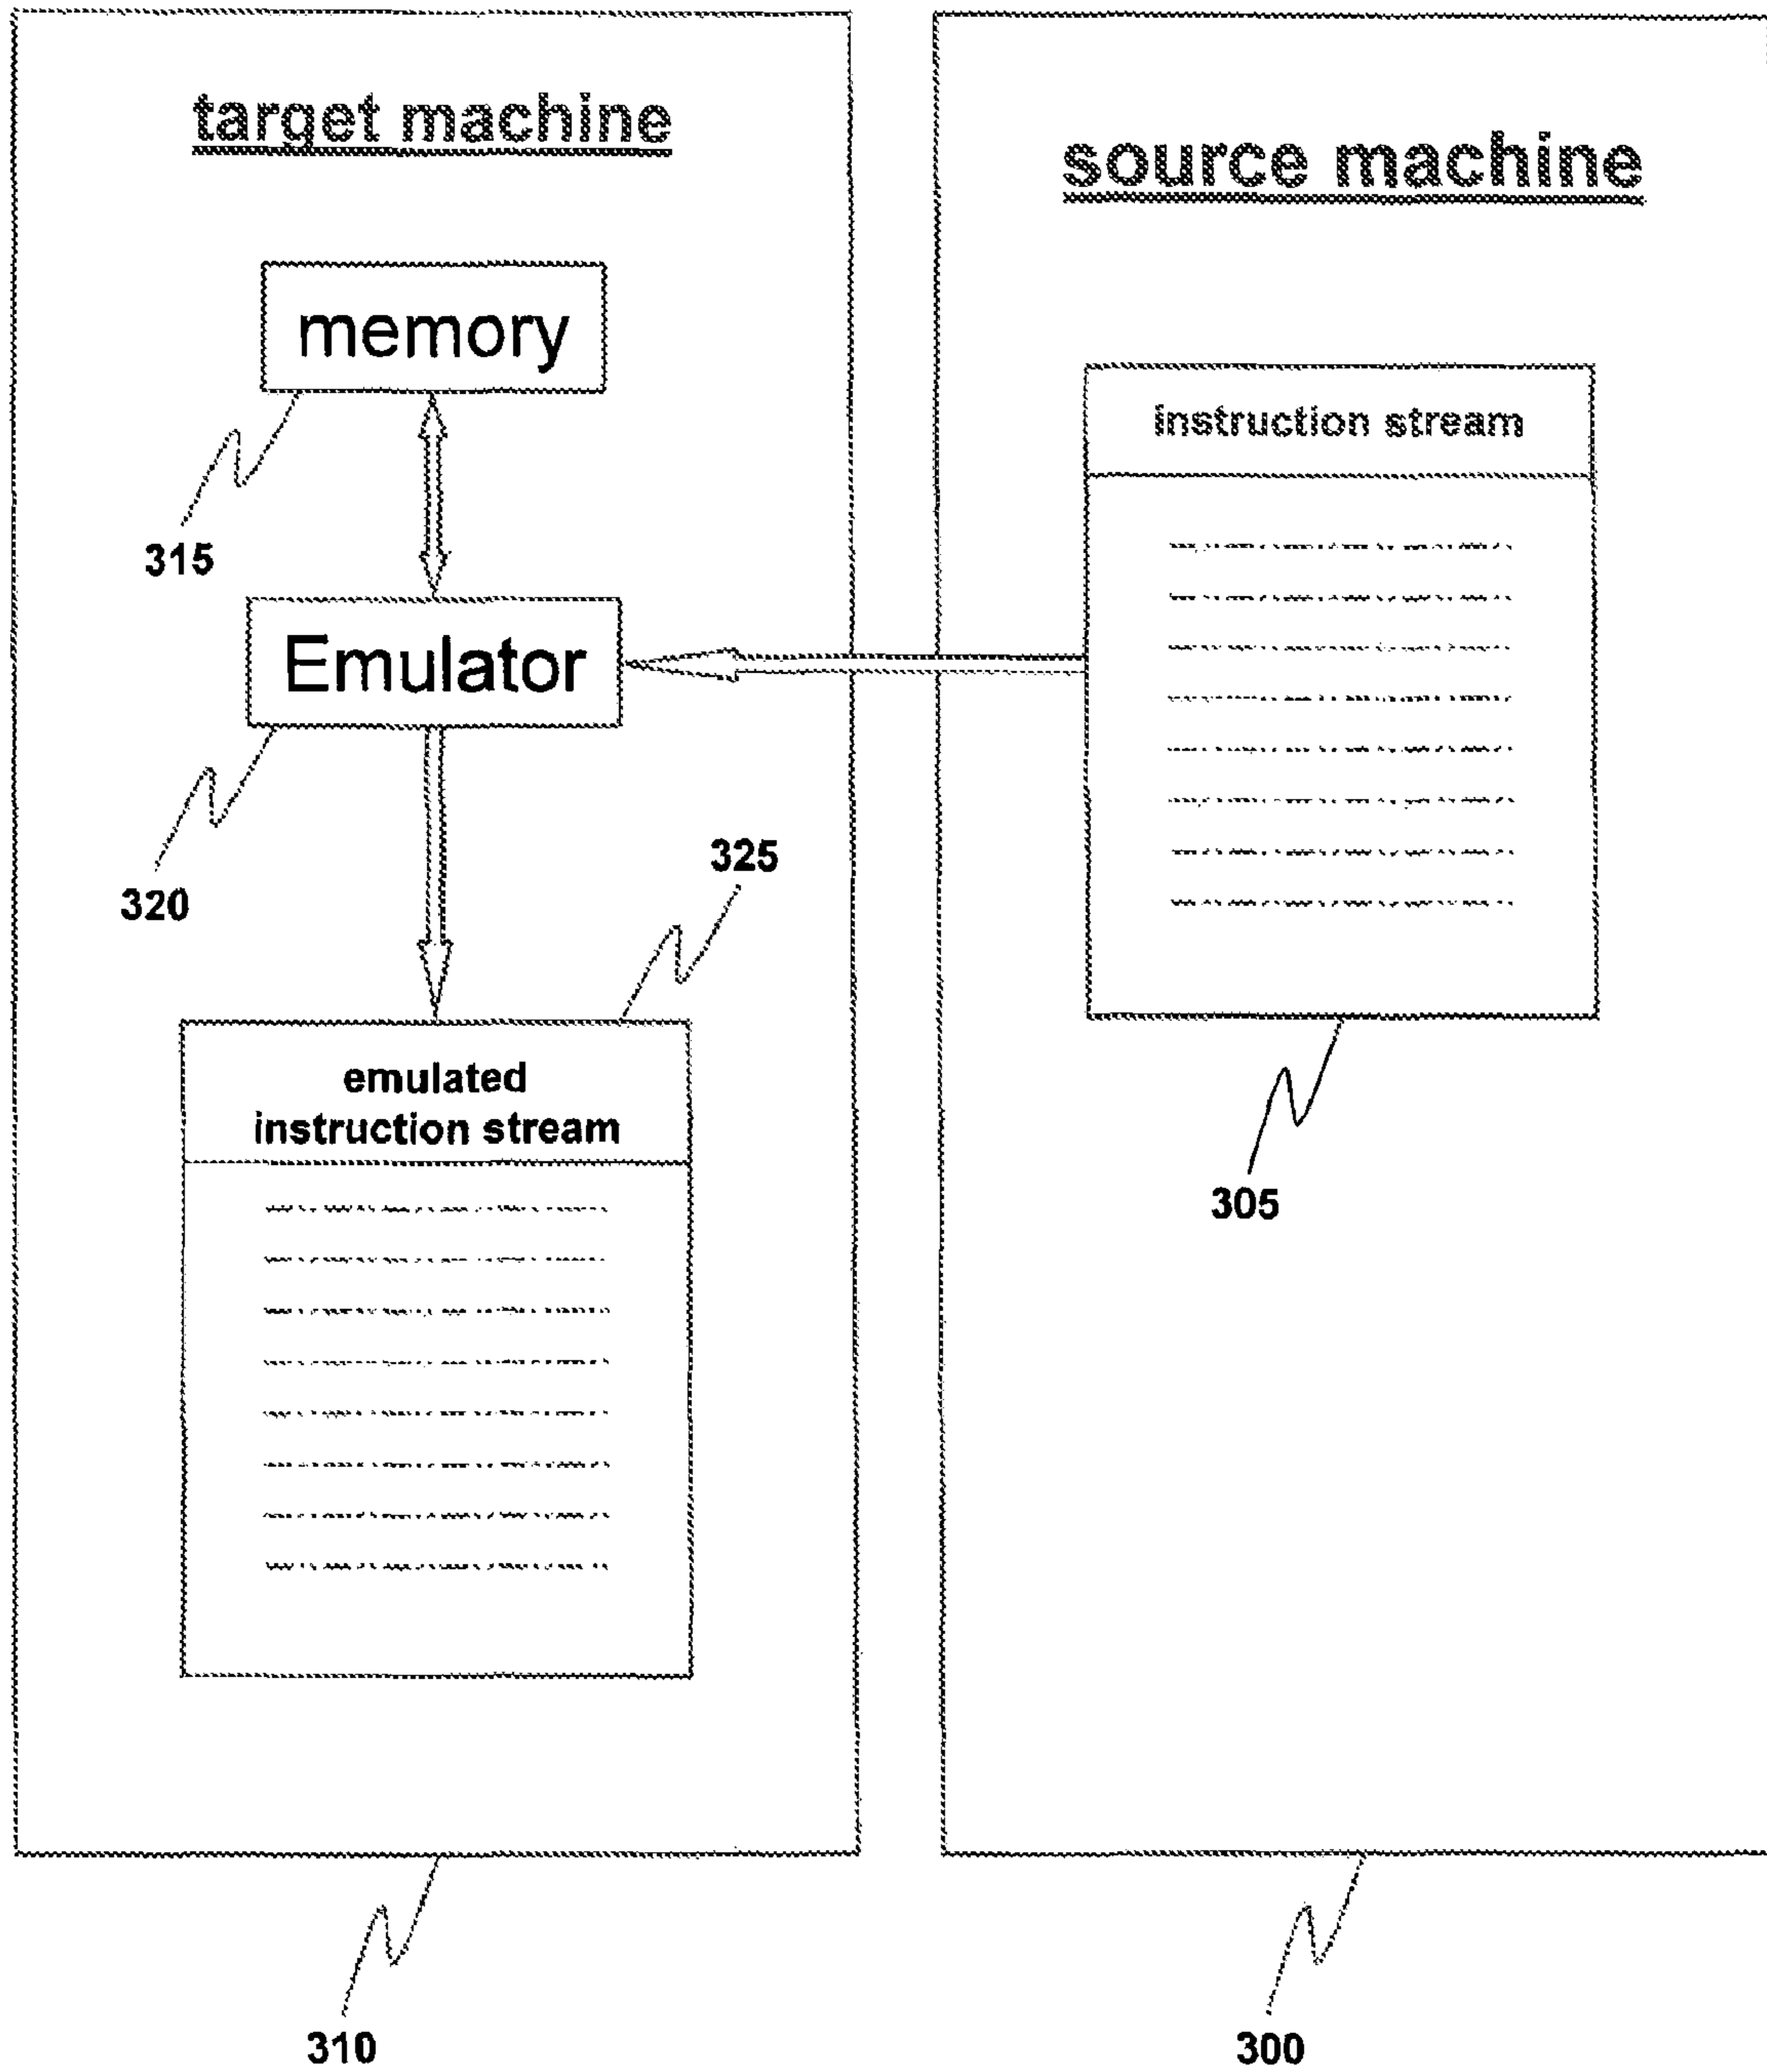 target machine
memory
315
Emulator
320
325
emulated
instruction stream
310
source machine
instruction stream
305
300